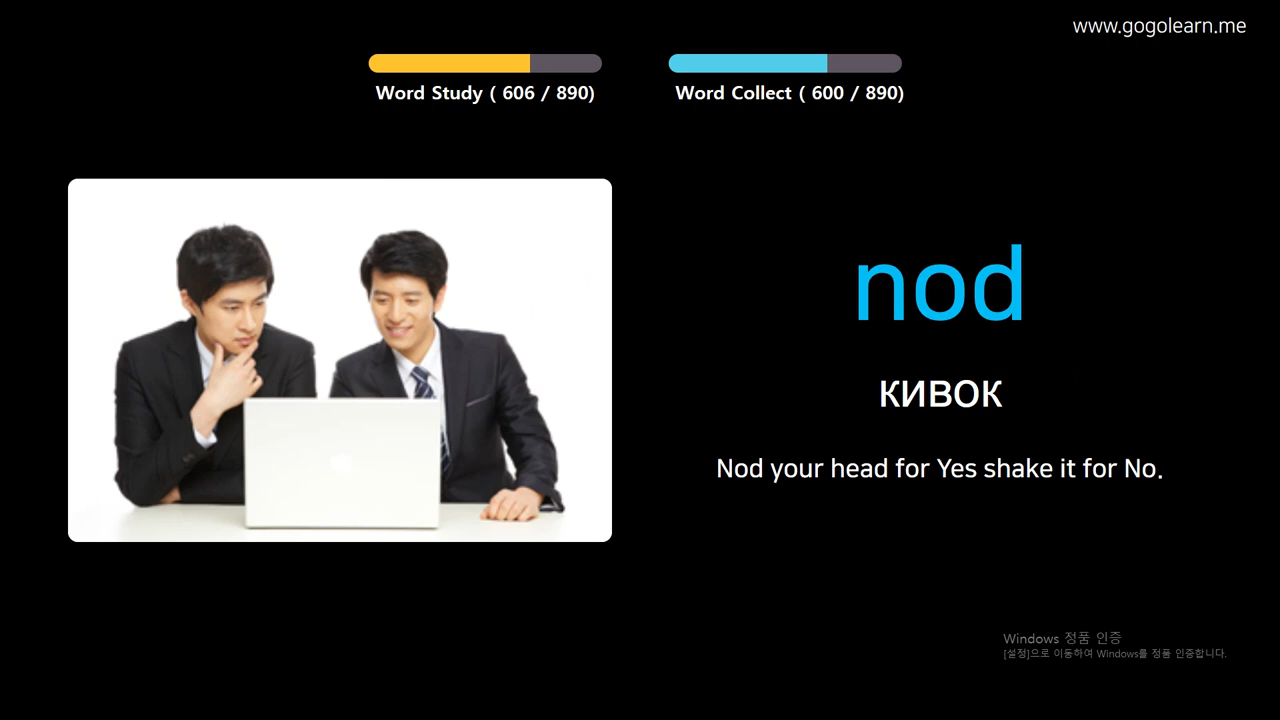 www.gogolearn.me
Word Study ( 606 / 890)
Word Collect ( 600 / 890)
nod
кивок
Nod your head for Yes shake it for No.
Windows 정품 인증
[설정]으로 이동하여 Windows를 정품 인증합니다.